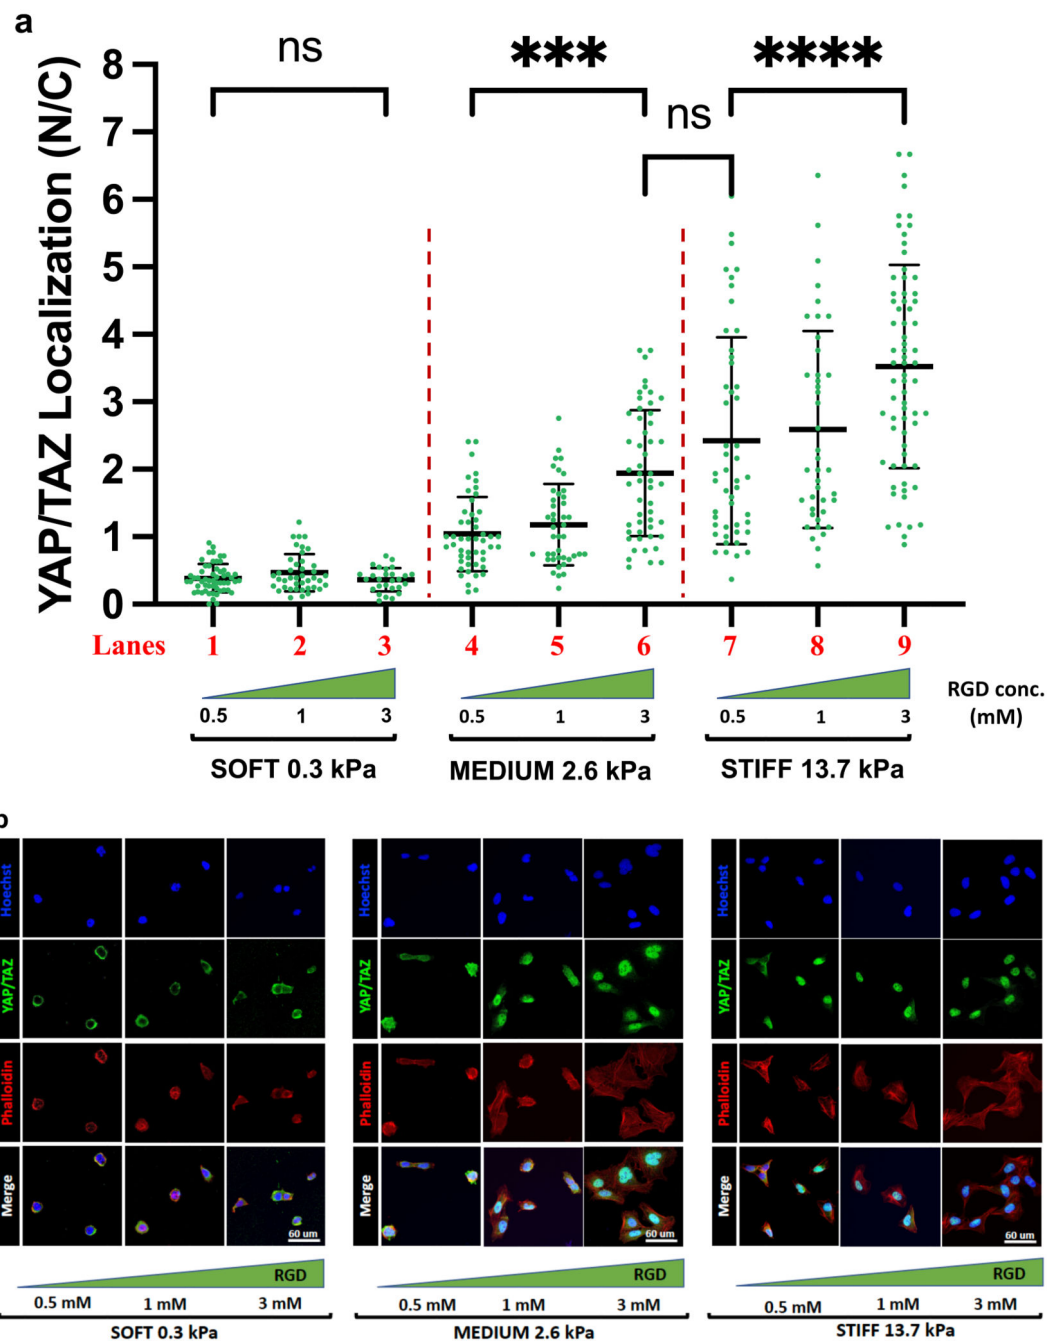 a
ns
***
****
ns
YAP/TAZ Localization (N/C)
8
7
6
5
4
3
2
1
0
Lanes 1 2 3 4 5 6 7 8 9
0.5 1 3 0.5 1 3 0.5 1 3
RGD conc.
(mM)
SOFT 0.3 kPa MEDIUM 2.6 kPa STIFF 13.7 kPa
b
Hoechst Hoechst Hoechst
YAP/TAZ YAP/TAZ YAP/TAZ
Phalloidin Phalloidin Phalloidin
Merge Merge Merge
60 um 60 um 60 um
RGD RGD RGD
0.5 mM 1 mM 3 mM 0.5 mM 1 mM 3 mM 0.5 mM 1 mM 3 mM
SOFT 0.3 kPa MEDIUM 2.6 kPa STIFF 13.7 kPa